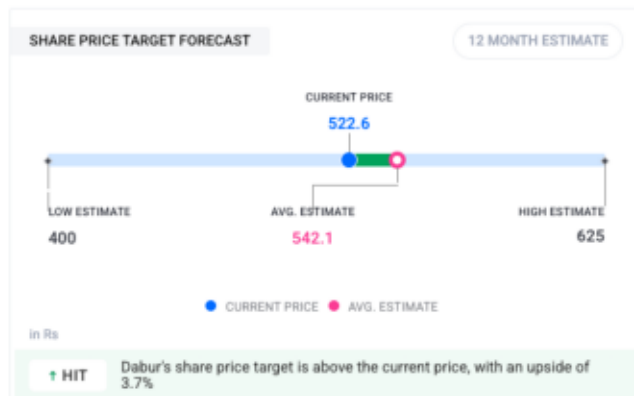 SHARE PRICE TARGET FORECAST
12 MONTH ESTIMATE
CURRENT PRICE
522.6
LOW ESTIMATE
AVG. ESTIMATE
HIGH ESTIMATE
400
542.1
625
CURRENT PRICE
AVG. ESTIMATE
in Rs
↑ HIT
Dabur's share price target is above the current price, with an upside of
3.7%